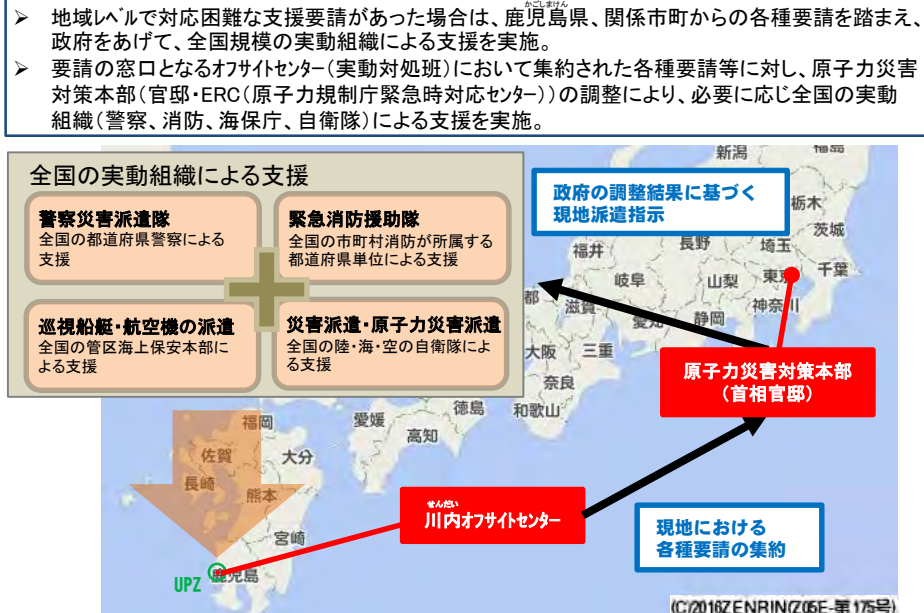 ➢ 地域レベルで対応困難な支援要請があった場合は、鹿児島県、関係市町からの各種要請を踏まえ、
かごしまけん
政府をあげて、全国規模の実動組織による支援を実施。
➢ 要請の窓口となるオフサイトセンター(実動対処班)において集約された各種要請等に対し、原子力災害
対策本部(官邸・ERC(原子力規制庁緊急時対応センター))の調整により、必要に応じ全国の実動
組織(警察、消防、海保庁、自衛隊)による支援を実施。
全国の実動組織による支援
警察災害派遣隊
全国の都道府県警察による
支援
緊急消防援助隊
全国の市町村消防が所属する
都道府県単位による支援
巡視船艇・航空機の派遣
全国の管区海上保安本部に
よる支援
災害派遣・原子力災害派遣
全国の陸・海・空の自衛隊によ
る支援
政府の調整結果に基づく
現地派遣指示
新潟
福島
栃木
茨城
長野
埼玉
福井
岐阜
山梨
東京
千葉
都
滋賀
愛知
静岡
神奈川
大阪
三重
奈良
和歌山
原子力災害対策本部
(首相官邸)
徳島
愛媛
高知
福岡
佐賀
大分
長崎
熊本
宮崎
鹿児島
UPZ
せんだい
川内オフサイトセンター
現地における
各種要請の集約
(C)2016ZENRIN(Z05E-第175号)